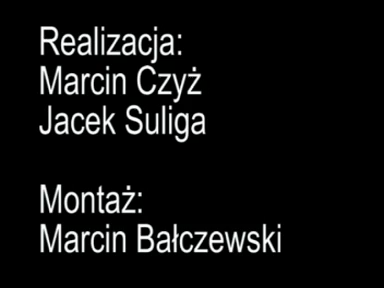 Realizacja:
Marcin Czyż
Jacek Suliga
Montaż:
Marcin Bałczewski